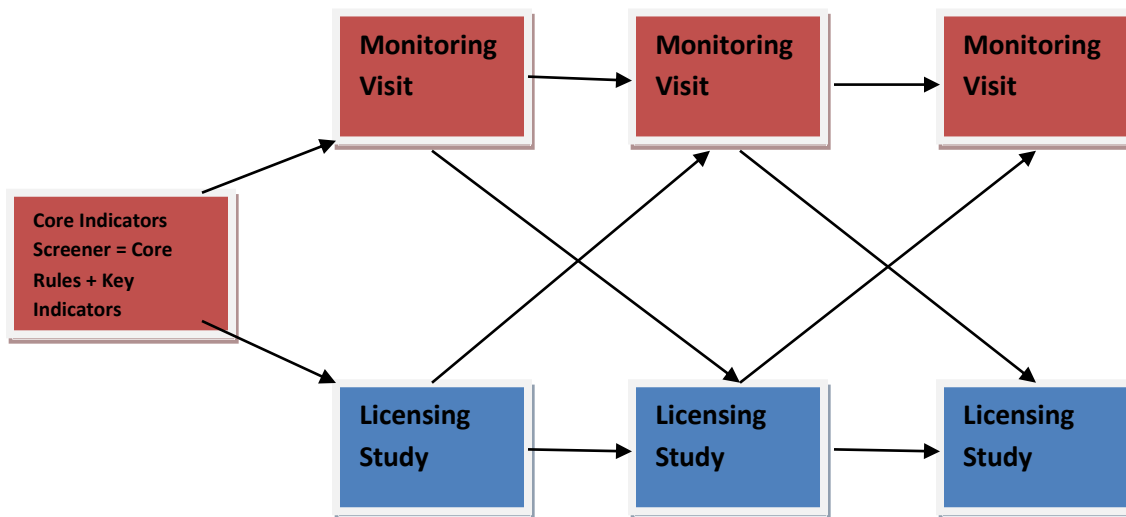 Monitoring
Visit
Monitoring
Visit
Monitoring
Visit
Core Indicators
Screener = Core
Rules + Key
Indicators
Licensing
Study
Licensing
Study
Licensing
Study